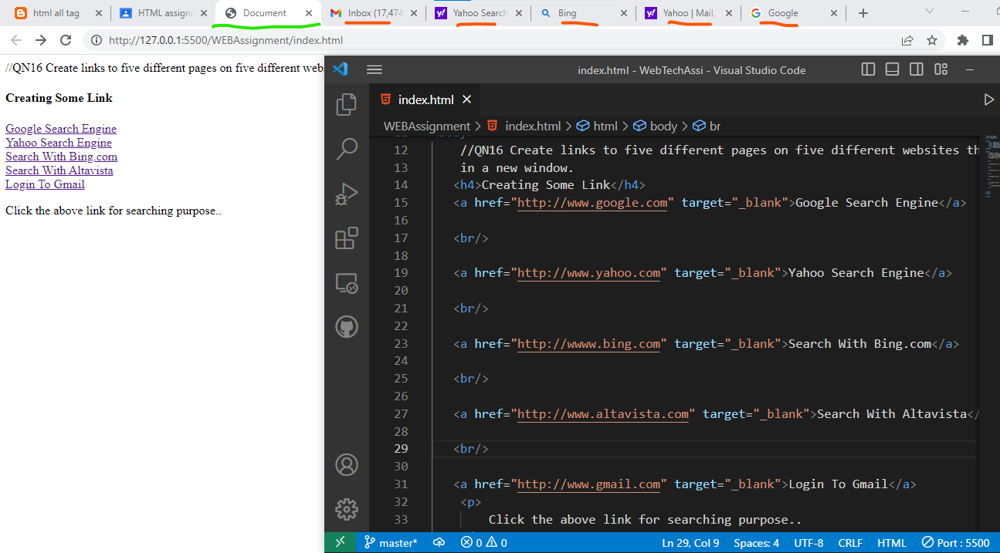 html all tag
HTML assignr
Document
Inbox (17,474
Yahoo Search
Bing
Yahoo | Mail,
Google
http://127.0.0.1:5500/WEBAssignment/index.html
//QN16 Create links to five different pages on five different web
Creating Some Link
Google Search Engine
Yahoo Search Engine
Search With Bing.com
Search With Altavista
Login To Gmail
Click the above link for searching purpose..
index.html - WebTechAssi - Visual Studio Code
index.html
WEBAssignment > index.html > html > body > br
12 //QN16 Create links to five different pages on five different websites th
13 in a new window.
14 <h4>Creating Some Link</h4>
15 <a href="http://www.google.com" target="_blank">Google Search Engine</a>
16
17 <br/>
18
19 <a href="http://www.yahoo.com" target="_blank">Yahoo Search Engine</a>
20
21 <br/>
22
23 <a href="http://wwww.bing.com" target="_blank">Search With Bing.com</a>
24
25 <br/>
26
27 <a href="http://www.altavista.com" target="_blank">Search With Altavista</
28
29 <br/>
30
31 <a href="http://www.gmail.com" target="_blank">Login To Gmail</a>
32 <p>
33 Click the above link for searching purpose..
master* 0 0 Ln 29, Col 9 Spaces: 4 UTF-8 CRLF HTML Port : 5500